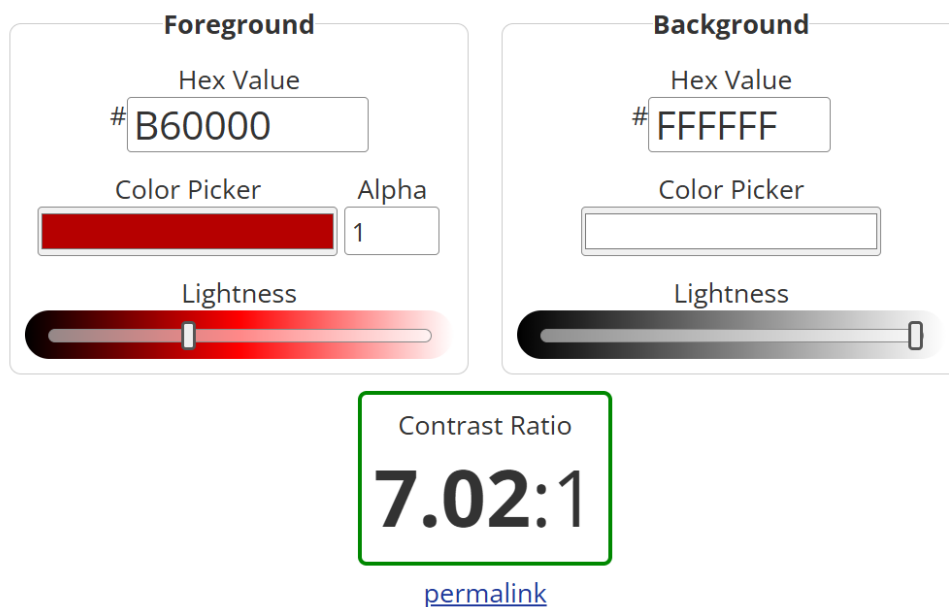 Foreground
Hex Value
#B60000
Color Picker
Alpha
1
Lightness
Background
Hex Value
#FFFFFF
Color Picker
Lightness
Contrast Ratio
7.02:1
permalink